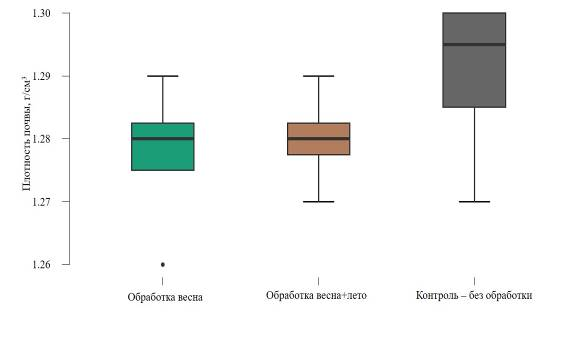 1.30
1.29
1.28
1.27
1.26
Плотность почвы, г/см³
Обработка весна
Обработка весна+лето
Контроль – без обработки